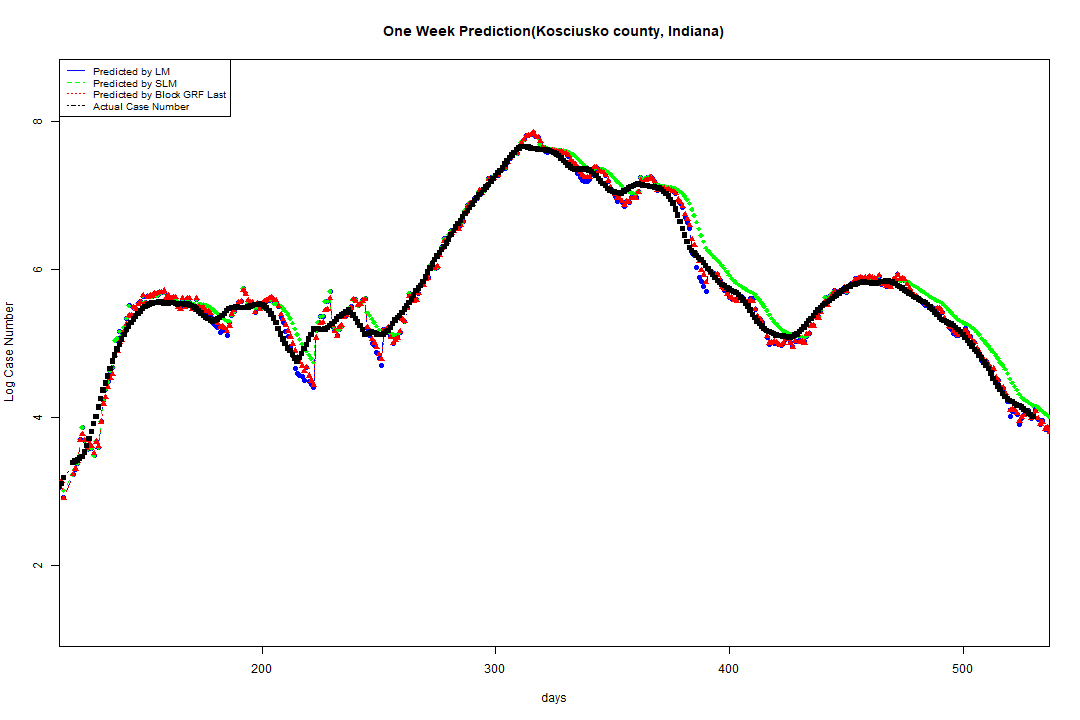 One Week Prediction(Kosciusko county, Indiana)
Predicted by LM
Predicted by SLM
Predicted by Block GRF Last
Actual Case Number
8
6
4
2
Log Case Number
200 300 400 500
days